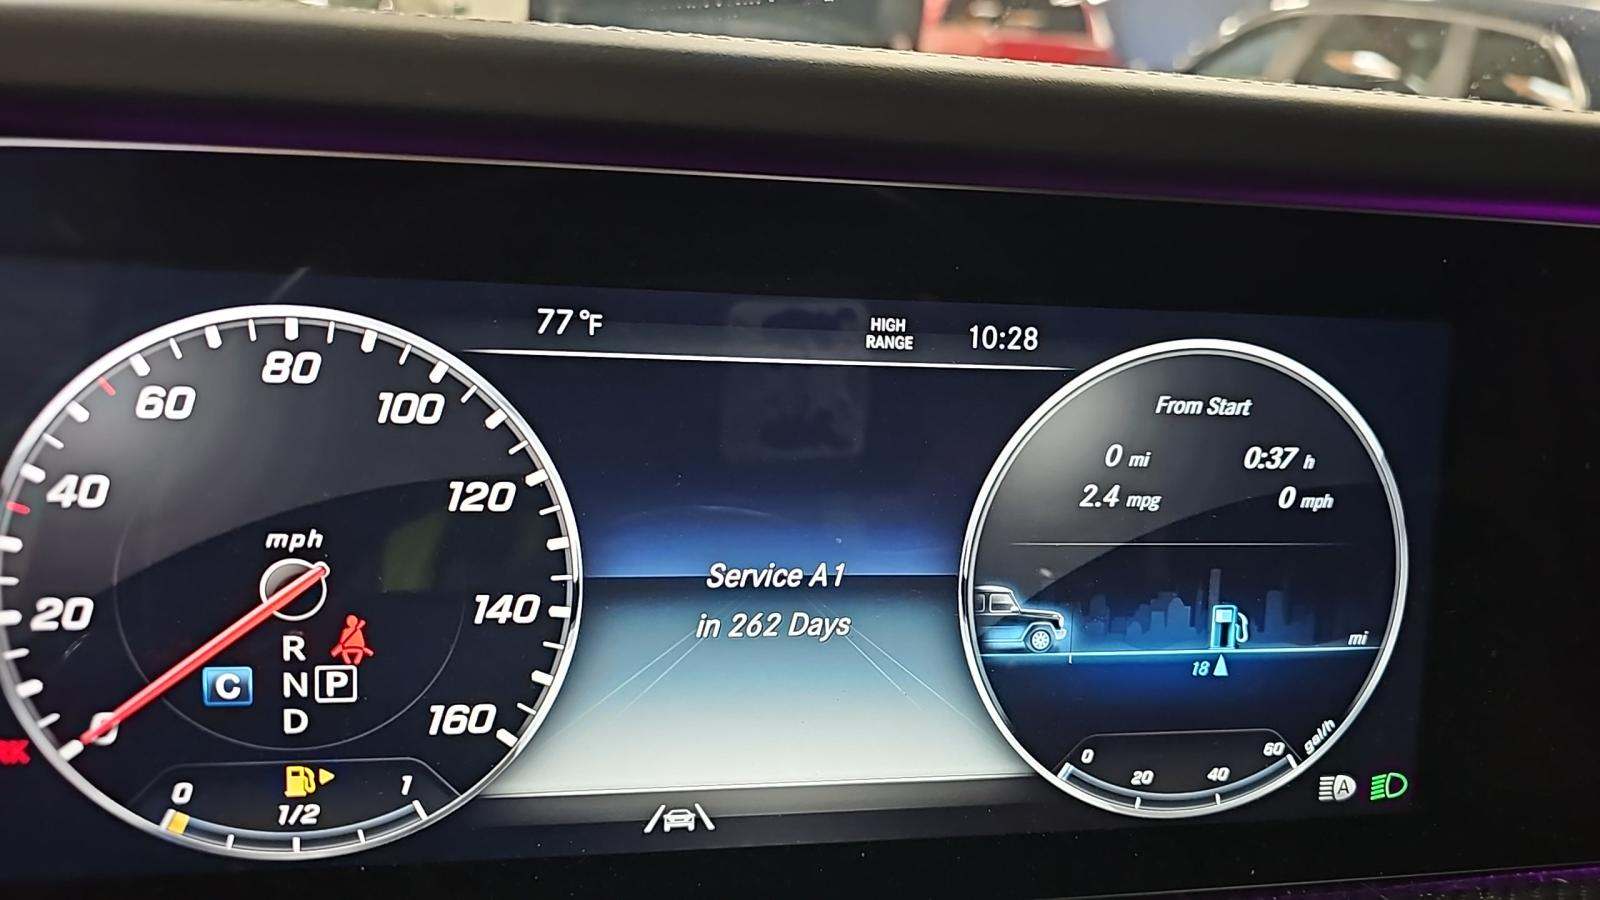 77 °F
HIGH
RANGE
10:28
80
60
100
40
120
20
140
0
160
mph
R
C
N
P
D
0
1/2
1
Service A1
in 262 Days
From Start
0 mi
0:37 h
2.4 mpg
0 mph
mi
18
0
20
40
60
gal/h
A